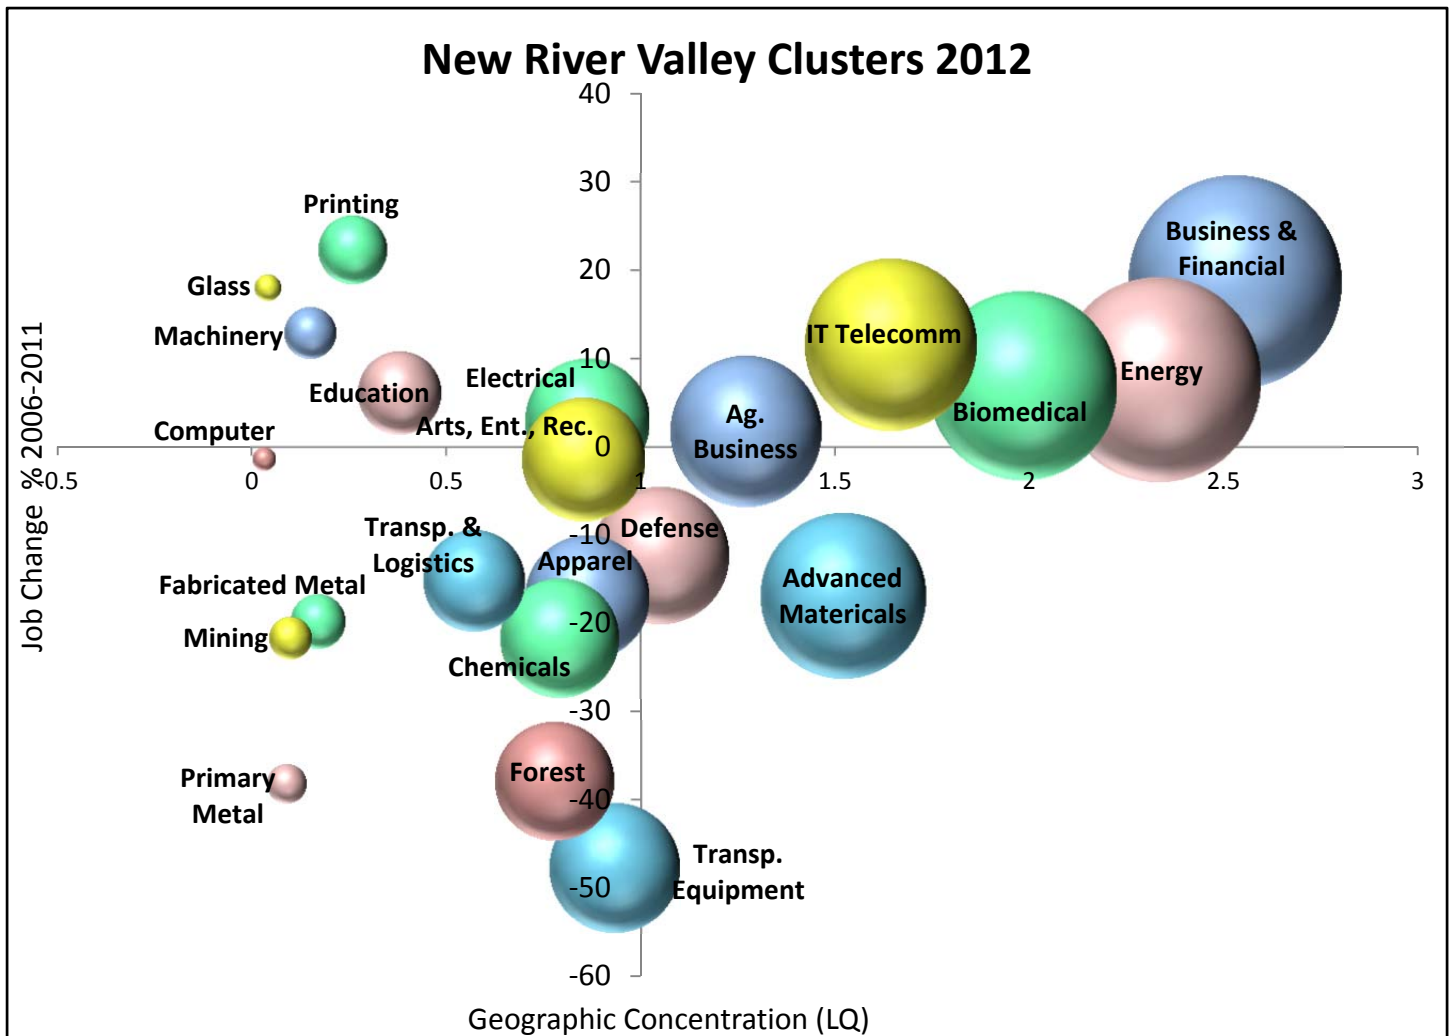 New River Valley Clusters 2012
40
30
20
10
0
-10
-20
-30
-40
-50
-60
-0.5
0
0.5
1
1.5
2
2.5
3
Job Change % 2006-2011
Geographic Concentration (LQ)
Printing
Glass
Machinery
Education
Computer
Electrical
Arts, Ent., Rec.
Ag.
Business
IT Telecomm
Biomedical
Energy
Business &
Financial
Transp. &
Logistics
Fabricated Metal
Mining
Apparel
Defense
Chemicals
Advanced
Matericals
Primary
Metal
Forest
Transp.
Equipment